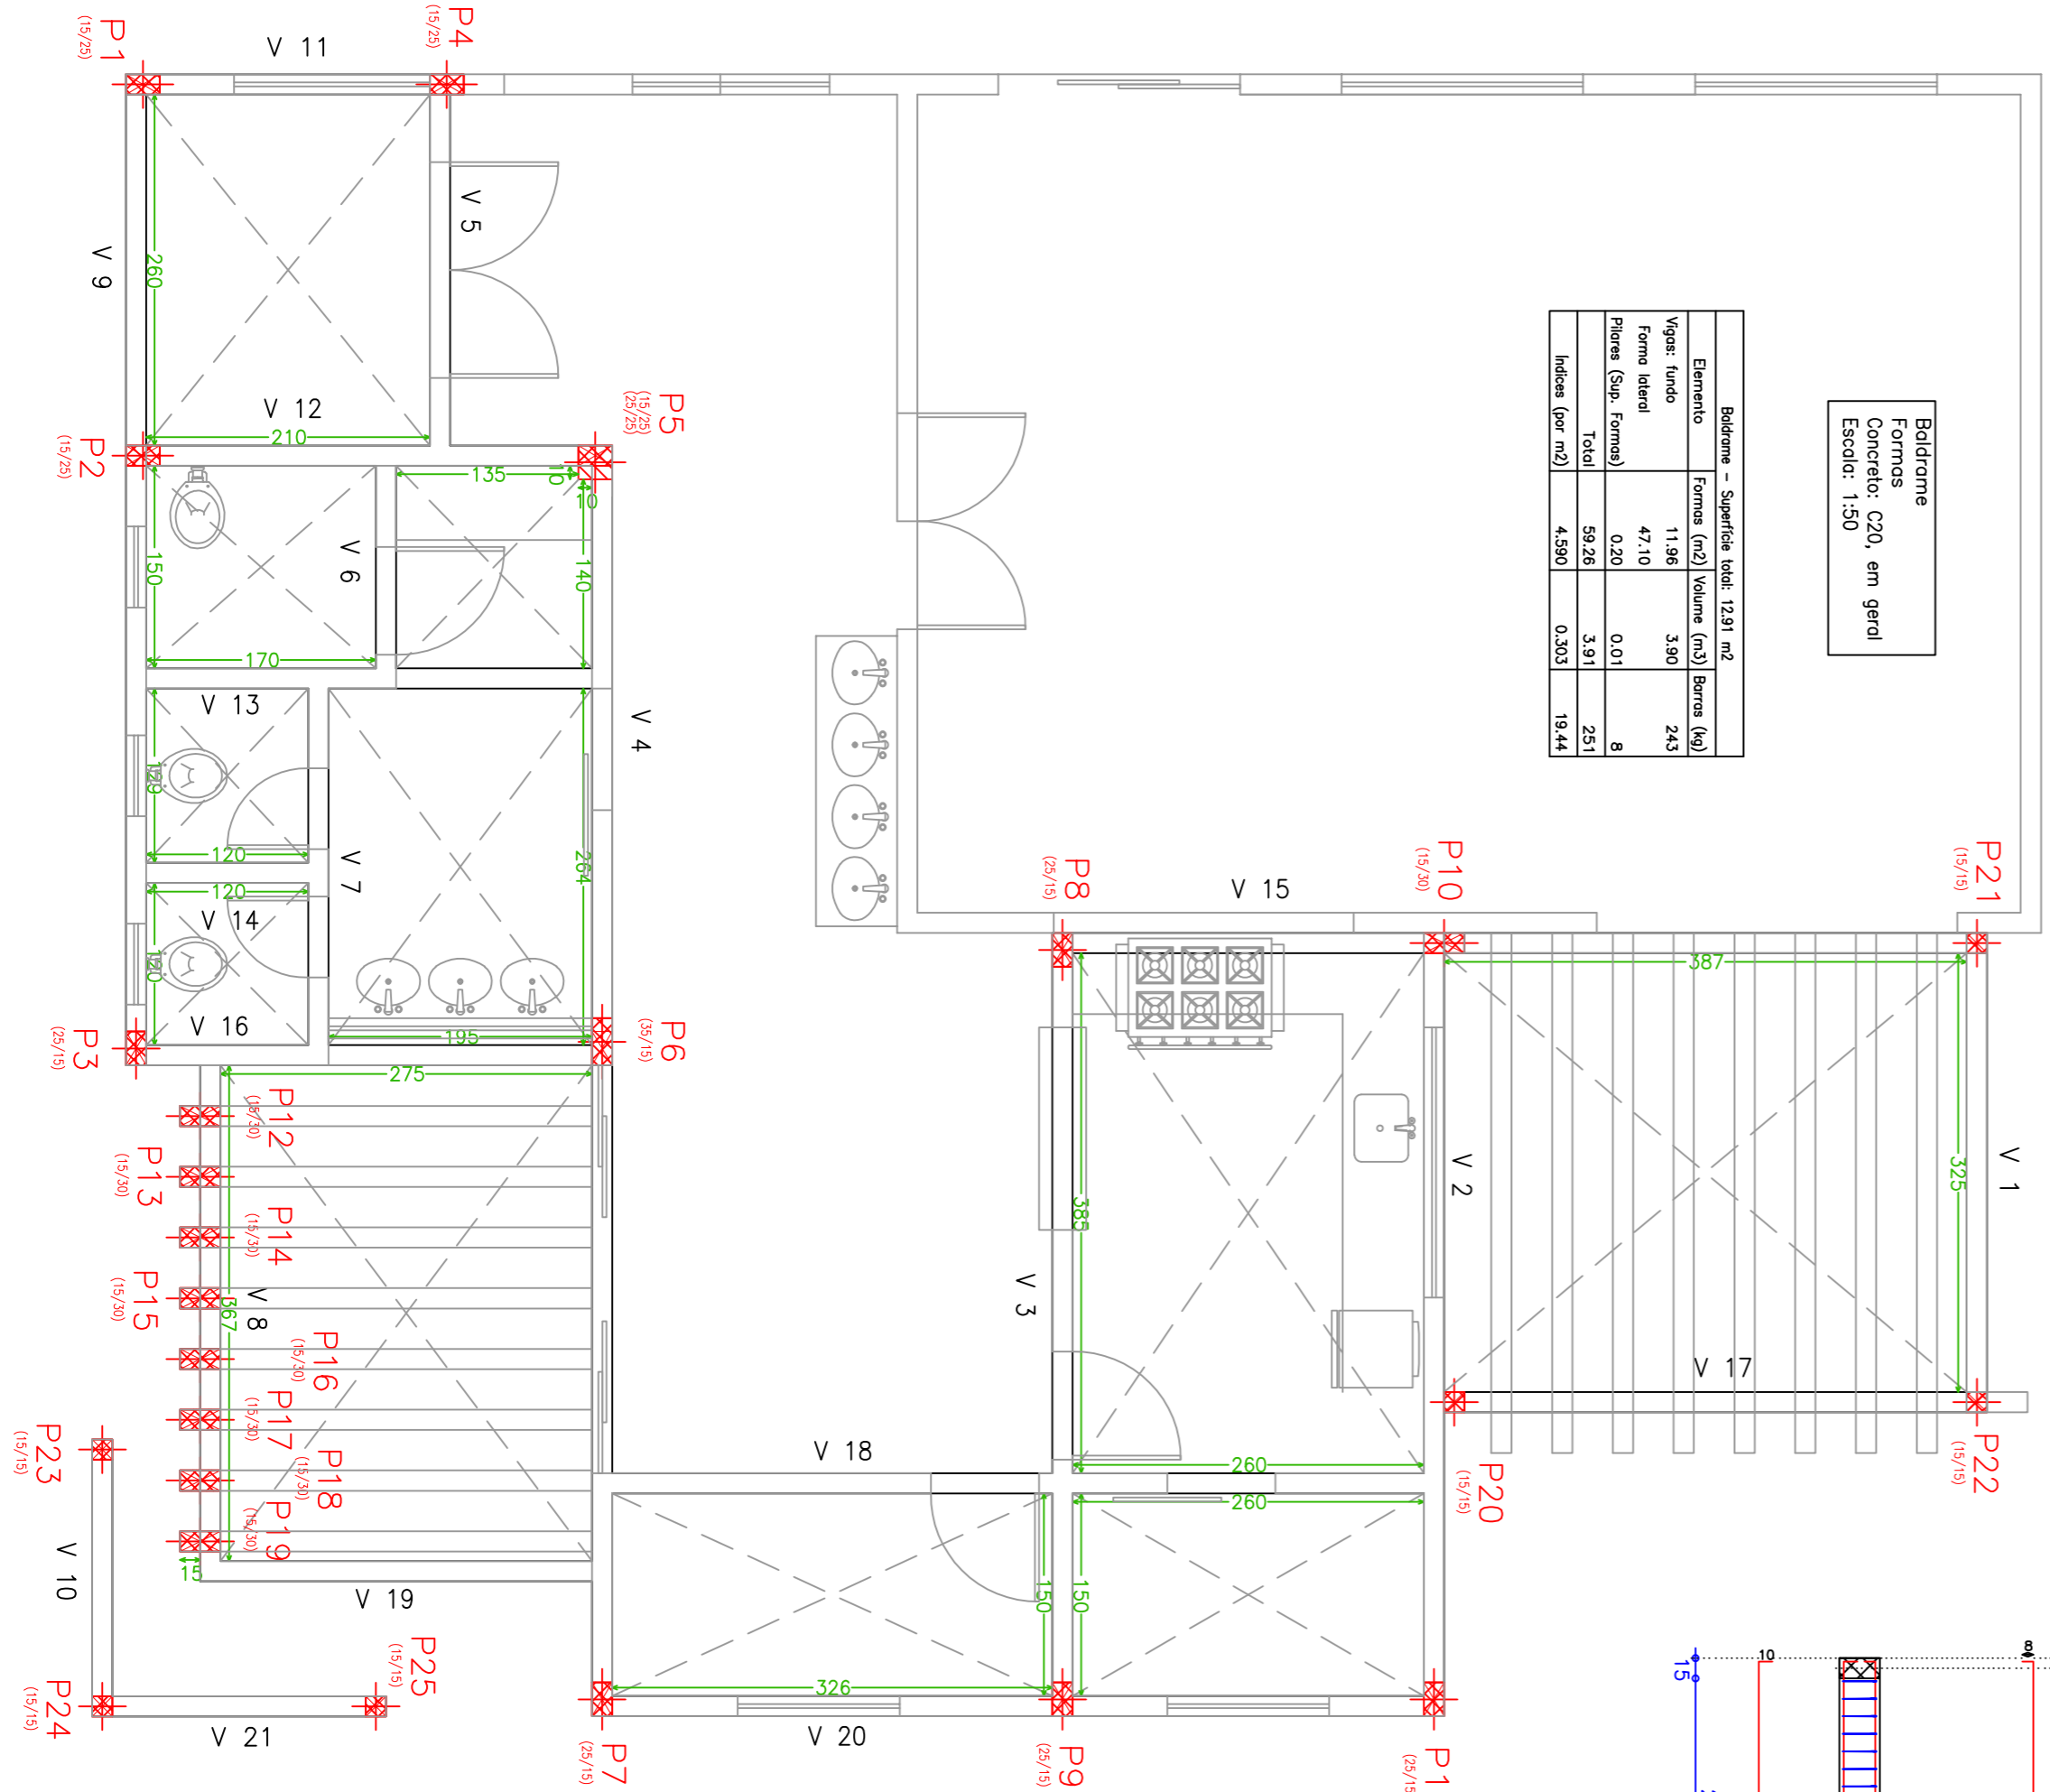 Baldrame
Formas
Concreto: C20, em geral
Escala: 1:50
Baldrame - Superfície total: 12.91 m2
Elemento Formas (m2) Volume (m3) Barras (kg)
Vigas: fundo 11.96 3.90 243
Forma lateral 47.10
Pilares (Sup. Formas) 0.20 0.01 8
Total 59.26 3.91 251
Indices (por m2) 4.590 0.303 19.44
P21
(15/15)
V 1
P22
(15/15)
387
325
V 17
P10
(15/30)
V 2
P20
(15/15)
V 15
P8
(25/15)
385
V 3
260
260
150
150
V 18
326
V 20
P9
(25/15)
P1
P7
(25/15)
P4
(15/25)
V 11
P1
(15/25)
V 5
260
V 9
V 12
210
P5
(15/25)
(25/25)
P2
(15/25)
135
10
10
140
V 6
150
170
V 4
V 13
129
120
V 7
264
120
V 14
120
V 16
195
P6
(35/15)
P3
(25/15)
275
P12
(15/30)
P13
(15/30)
P14
(15/30)
P15
(15/30)
V 8
367
P16
(15/30)
P17
(15/30)
P18
(15/30)
P19
(15/30)
15
V 19
P23
(15/15)
V 10
P24
(15/15)
P25
(15/15)
V 21
8
10
15